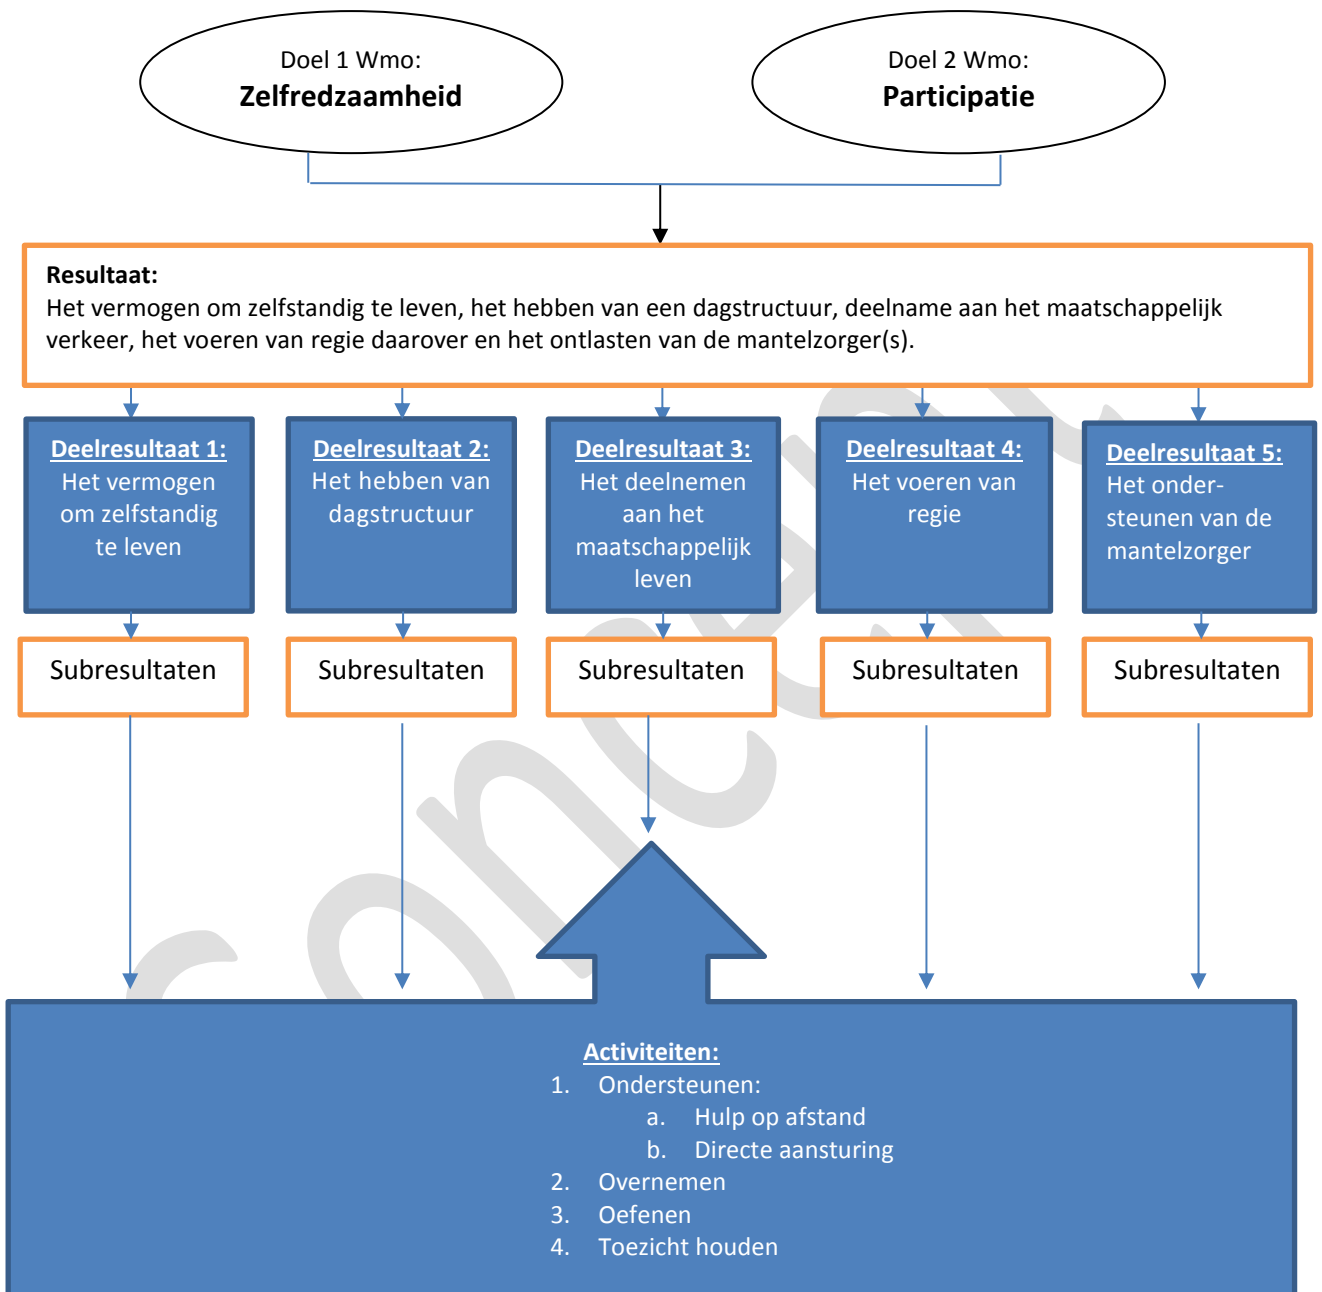 Doel 1 Wmo:
Zelfredzaamheid
Doel 2 Wmo:
Participatie
Resultaat:
Het vermogen om zelfstandig te leven, het hebben van een dagstructuur, deelname aan het maatschappelijk
verkeer, het voeren van regie daarover en het ontlasten van de mantelzorger(s).
Deelresultaat 1:
Het vermogen
om zelfstandig
te leven
Deelresultaat 2:
Het hebben van
dagstructuur
Deelresultaat 3:
Het deelnemen
aan het
maatschappelijk
leven
Deelresultaat 4:
Het voeren van
regie
Deelresultaat 5:
Het onder-
steunen van de
mantelzorger
Subresultaten
Subresultaten
Subresultaten
Subresultaten
Subresultaten
Concept
Activiteiten:
1. Ondersteunen:
a. Hulp op afstand
b. Directe aansturing
2. Overnemen
3. Oefenen
4. Toezicht houden